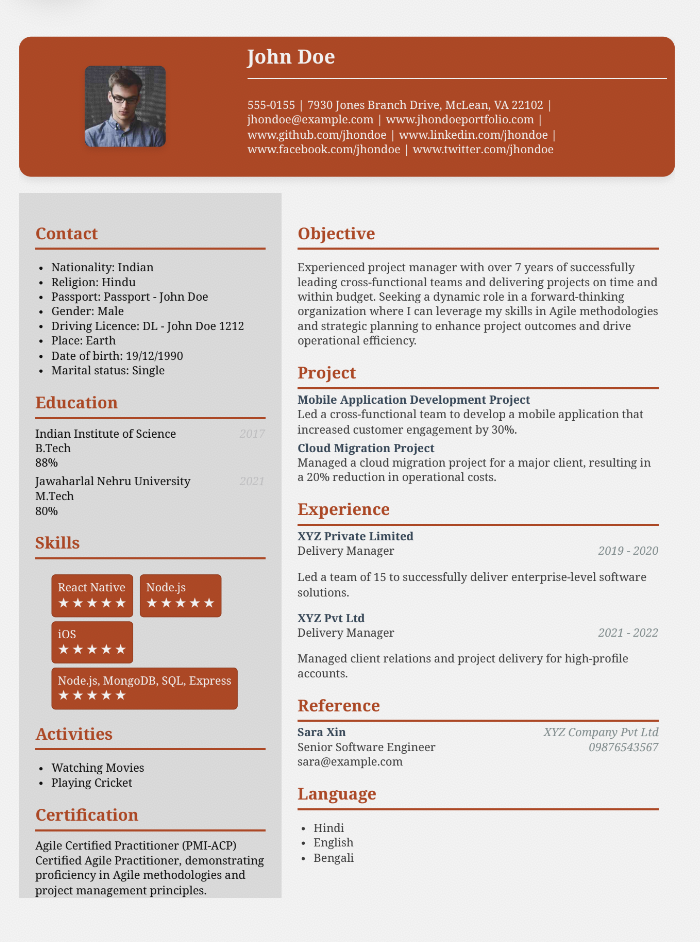 John Doe
555-0155 | 7930 Jones Branch Drive, McLean, VA 22102 |
jhondoe@example.com | www.jhondoeportfolio.com |
www.github.com/jhondoe | www.linkedin.com/jhondoe |
www.facebook.com/jhondoe | www.twitter.com/jhondoe
Contact
• Nationality: Indian
• Religion: Hindu
• Passport: Passport - John Doe
• Gender: Male
• Driving Licence: DL - John Doe 1212
• Place: Earth
• Date of birth: 19/12/1990
• Marital status: Single
Education
Indian Institute of Science 2017
B.Tech
88%
Jawaharlal Nehru University 2021
M.Tech
80%
Skills
React Native
★★★★★
Node.js
★★★★★
iOS
★★★★★
Node.js, MongoDB, SQL, Express
★★★★★
Activities
• Watching Movies
• Playing Cricket
Certification
Agile Certified Practitioner (PMI-ACP)
Certified Agile Practitioner, demonstrating
proficiency in Agile methodologies and
project management principles.
Objective
Experienced project manager with over 7 years of successfully
leading cross-functional teams and delivering projects on time and
within budget. Seeking a dynamic role in a forward-thinking
organization where I can leverage my skills in Agile methodologies
and strategic planning to enhance project outcomes and drive
operational efficiency.
Project
Mobile Application Development Project
Led a cross-functional team to develop a mobile application that
increased customer engagement by 30%.
Cloud Migration Project
Managed a cloud migration project for a major client, resulting in
a 20% reduction in operational costs.
Experience
XYZ Private Limited
Delivery Manager 2019 - 2020
Led a team of 15 to successfully deliver enterprise-level software
solutions.
XYZ Pvt Ltd
Delivery Manager 2021 - 2022
Managed client relations and project delivery for high-profile
accounts.
Reference
Sara Xin XYZ Company Pvt Ltd
Senior Software Engineer 09876543567
sara@example.com
Language
• Hindi
• English
• Bengali